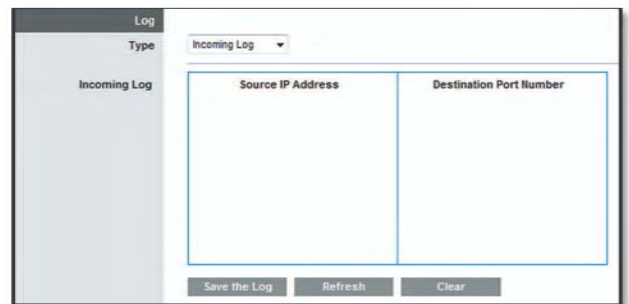 Log
Type Incoming Log
Incoming Log Source IP Address Destination Port Number
Save the Log Refresh Clear